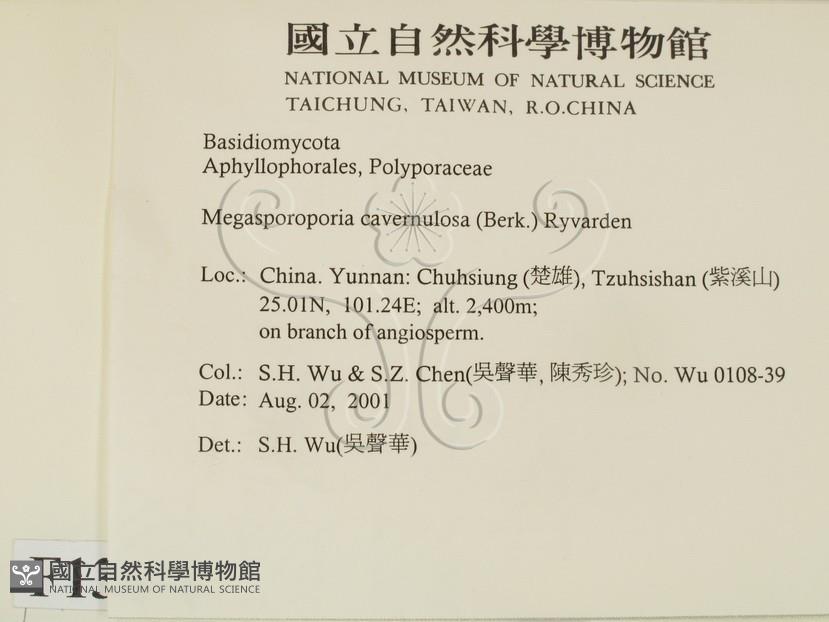 國立自然科學博物館
NATIONAL MUSEUM OF NATURAL SCIENCE
TAICHUNG, TAIWAN, R.O.CHINA
Basidiomycota
Aphyllophorales, Polyporaceae
Megasporoporia cavernulosa (Berk.) Ryvarden
Loc.: China. Yunnan: Chuhsiung (楚雄), Tzuhsishan (紫溪山)
25.01N, 101.24E; alt. 2,400m;
on branch of angiosperm.
Col.: S.H. Wu & S.Z. Chen(吳聲華, 陳秀珍); No. Wu 0108-39
Date: Aug. 02, 2001
Det.: S.H. Wu(吳聲華)
國立自然科學博物館
NATIONAL MUSEUM OF NATURAL SCIENCE